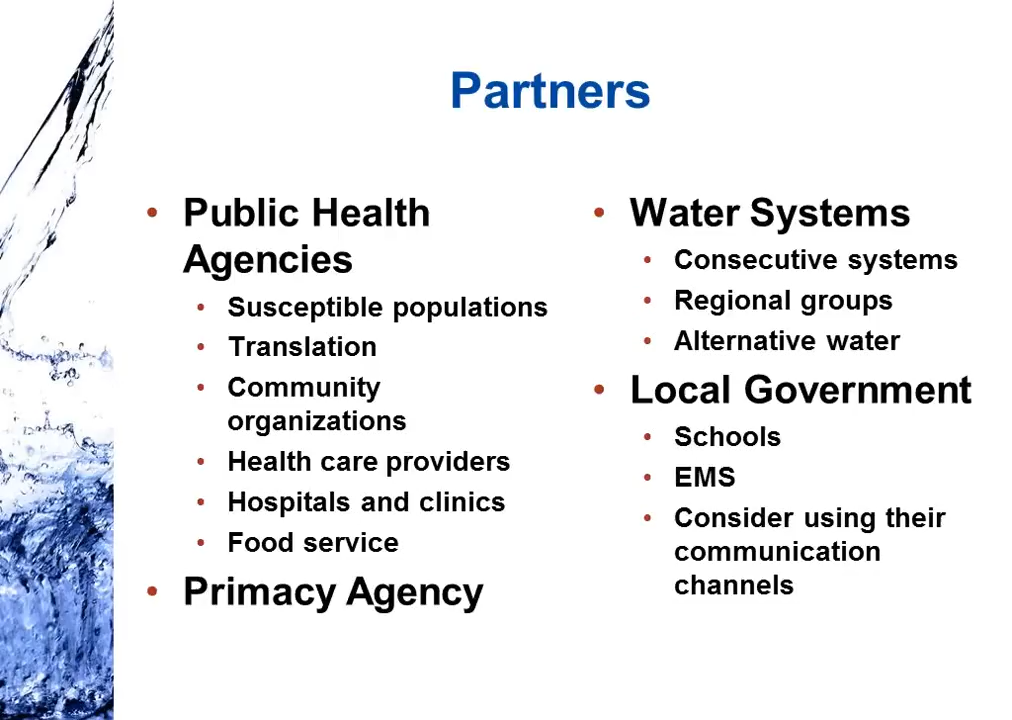 Partners
• Public Health
Agencies
• Susceptible populations
• Translation
• Community
organizations
• Health care providers
• Hospitals and clinics
• Food service
• Primacy Agency
• Water Systems
• Consecutive systems
• Regional groups
• Alternative water
• Local Government
• Schools
• EMS
• Consider using their
communication
channels